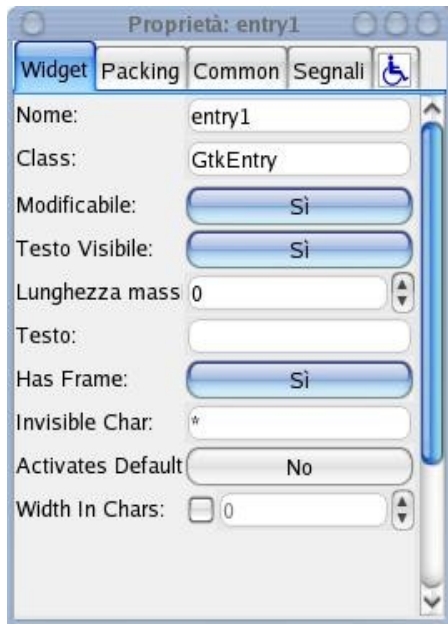 Proprietà: entry1
Widget Packing Common Segnali
Nome: entry1
Class: GtkEntry
Modificabile: Sì
Testo Visibile: Sì
Lunghezza mass 0
Testo:
Has Frame: Sì
Invisible Char: *
Activates Default No
Width In Chars: 0